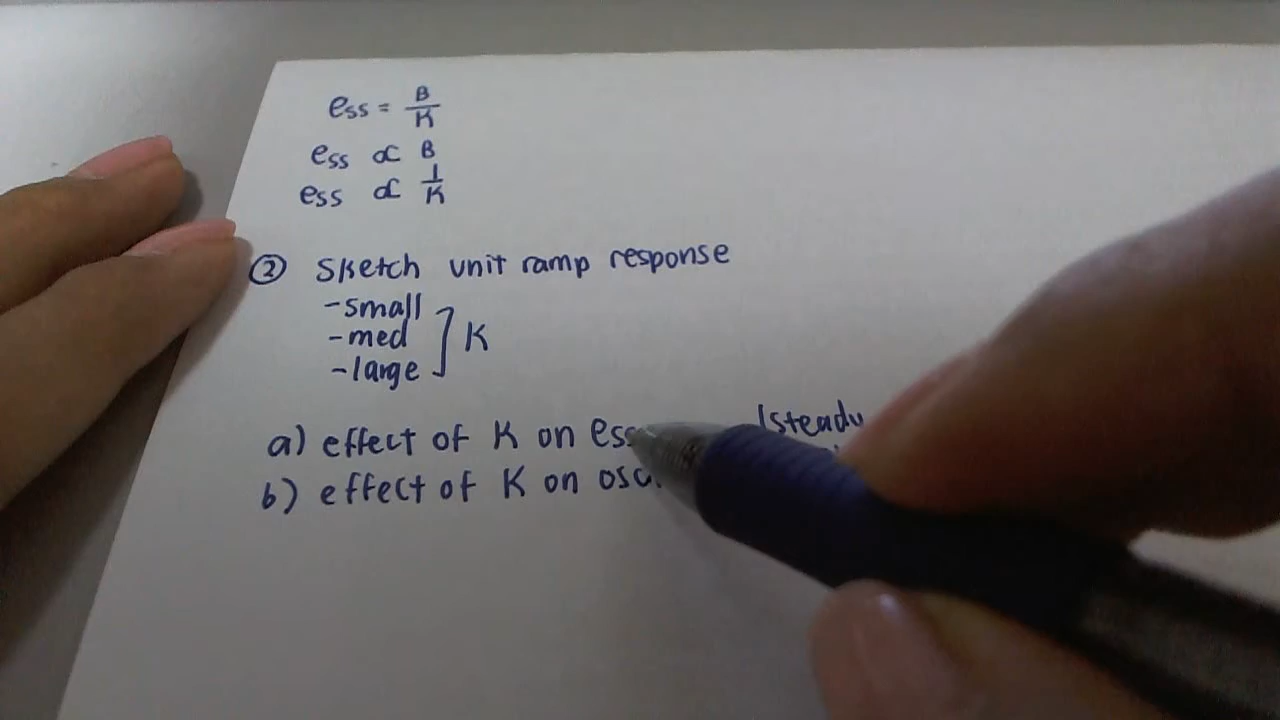 ess = B/K
ess ∝ B
ess ∝ 1/K
② Sketch unit ramp response
-small
-med ] K
-large
a) effect of K on ess (steady
b) effect of K on